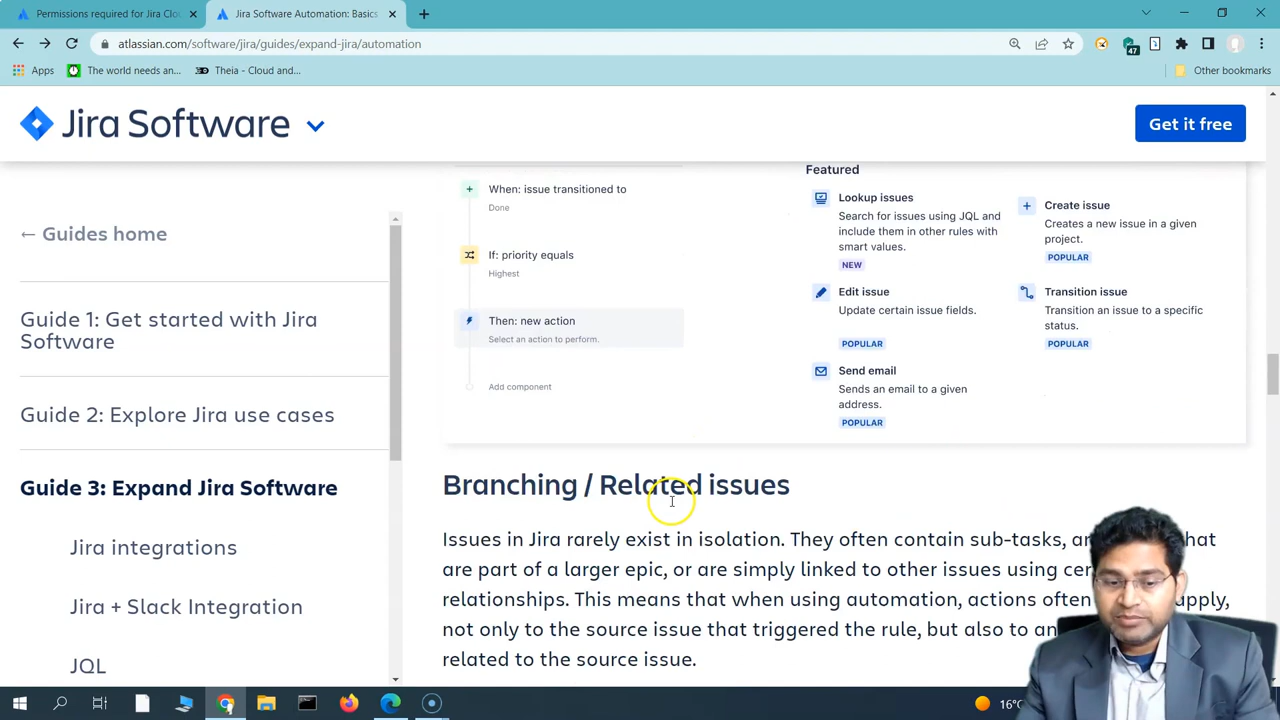 Permissions required for Jira Clo
Jira Software Automation: Basics
atlassian.com/software/jira/guides/expand-jira/automation
47
Apps
The world needs an...
Theia - Cloud and...
Other bookmarks
Jira Software
Get it free
← Guides home
Guide 1: Get started with Jira
Software
Guide 2: Explore Jira use cases
Guide 3: Expand Jira Software
Jira integrations
Jira + Slack Integration
JQL
When: issue transitioned to
Done
If: priority equals
Highest
Then: new action
Select an action to perform.
Add component
Featured
Lookup issues
Search for issues using JQL and
include them in other rules with
smart values.
NEW
Create issue
Creates a new issue in a given
project.
POPULAR
Edit issue
Update certain issue fields.
POPULAR
Transition issue
Transition an issue to a specific
status.
POPULAR
Send email
Sends an email to a given
address.
POPULAR
Branching / Related issues
Issues in Jira rarely exist in isolation. They often contain sub-tasks, hat
are part of a larger epic, or are simply linked to other issues using
relationships. This means that when using automation, actions often pply,
not only to the source issue that triggered the rule, but also to
related to the source issue.
16°C